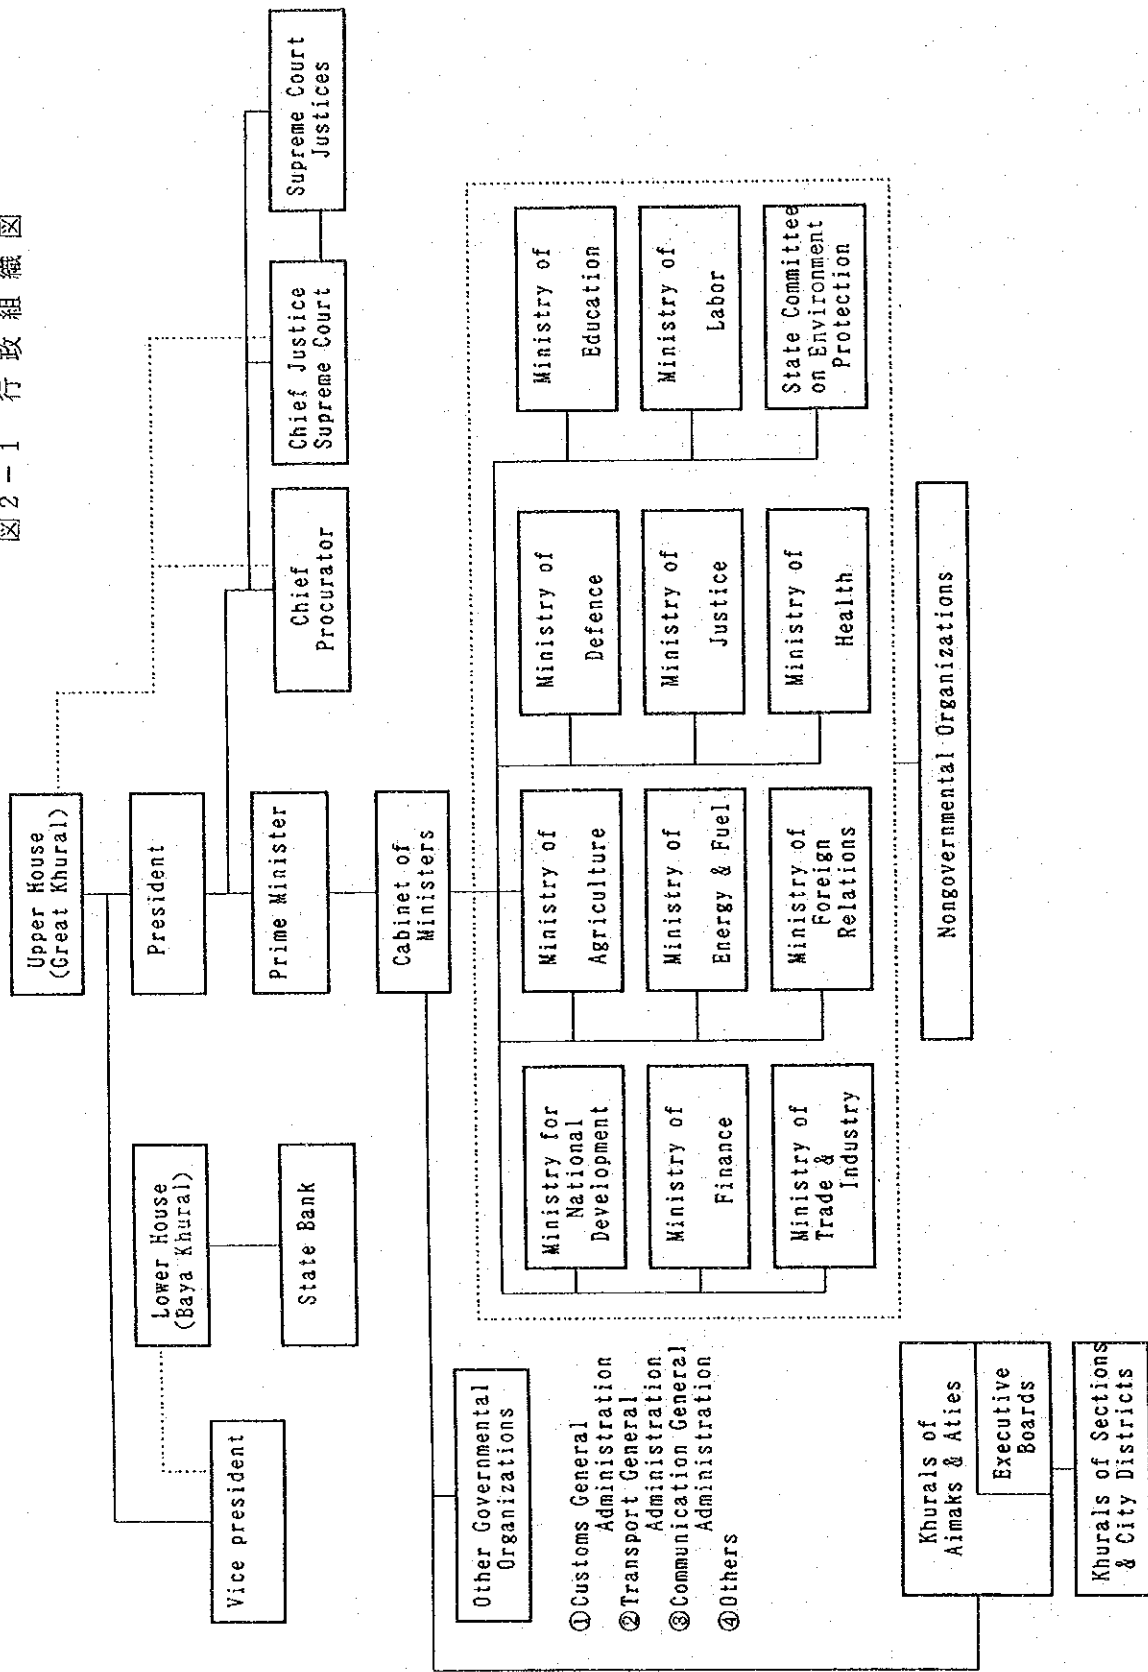 図2-1 行政組織図
Upper House
(Great Khural)
President
Prime Minister
Cabinet of
Ministers
Lower House
(Baya Khural)
State Bank
Vice president
Chief
Procurator
Chief Justice
Supreme Court
Supreme Court
Justices
Other Governmental
Organizations
①Customs General
Administration
②Transport General
Administration
③Communication General
Administration
④Others
Ministry for
National
Development
Ministry of
Finance
Ministry of
Trade &
Industry
Ministry of
Agriculture
Ministry of
Energy & Fuel
Ministry of
Foreign
Relations
Ministry of
Defence
Ministry of
Justice
Ministry of
Health
Ministry of
Education
Ministry of
Labor
State Committee
on Environment
Protection
Nongovernmental Organizations
Khurals of
Aimaks & Aties
Executive
Boards
Khurals of Sections
& City Districts